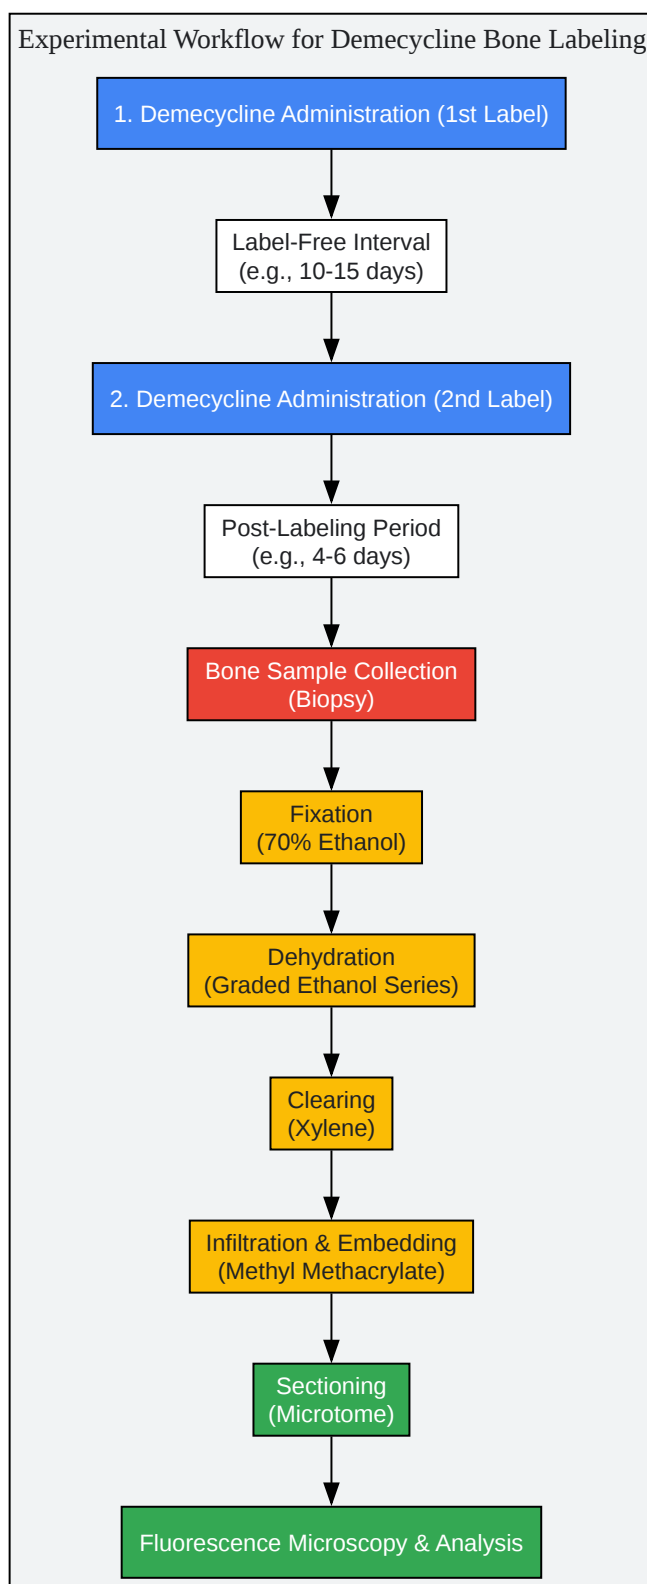 Experimental Workflow for Demecycline Bone Labeling
1. Demecycline Administration (1st Label)
Label-Free Interval
(e.g., 10-15 days)
2. Demecycline Administration (2nd Label)
Post-Labeling Period
(e.g., 4-6 days)
Bone Sample Collection
(Biopsy)
Fixation
(70% Ethanol)
Dehydration
(Graded Ethanol Series)
Clearing
(Xylene)
Infiltration & Embedding
(Methyl Methacrylate)
Sectioning
(Microtome)
Fluorescence Microscopy & Analysis